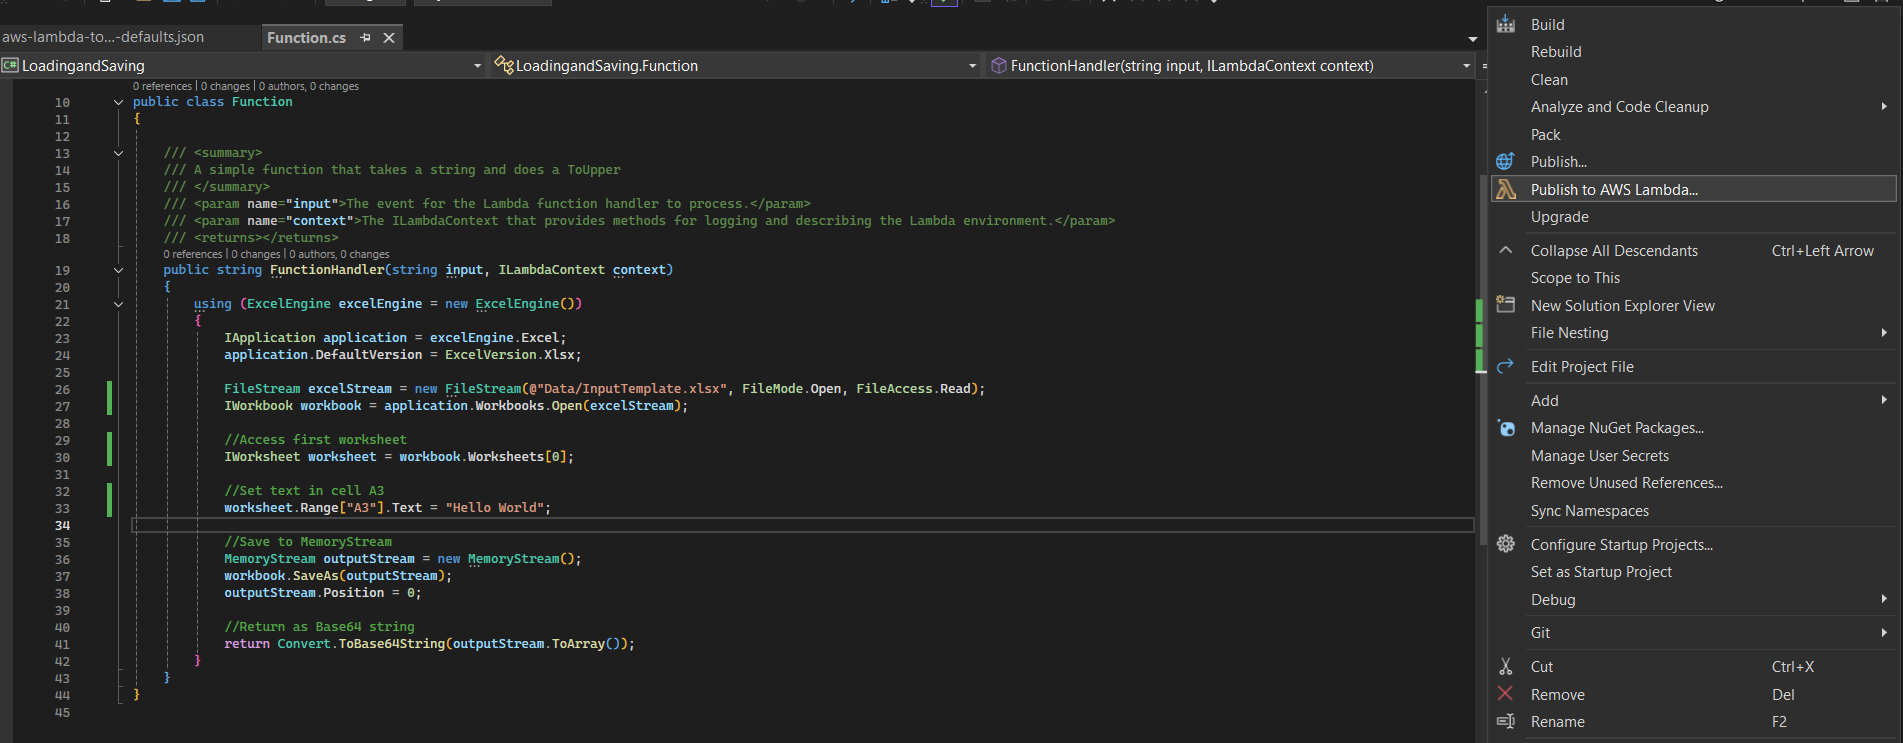 aws-lambda-to...-defaults.json
Function.cs
LoadingandSaving
LoadingandSaving.Function
FunctionHandler(string input, ILambdaContext context)
0 references | 0 changes | 0 authors, 0 changes
10 public class Function
11 {
12
13 /// <summary>
14 /// A simple function that takes a string and does a ToUpper
15 /// </summary>
16 /// <param name="input">The event for the Lambda function handler to process.</param>
17 /// <param name="context">The ILambdaContext that provides methods for logging and describing the Lambda environment.</param>
18 /// <returns></returns>
0 references | 0 changes | 0 authors, 0 changes
19 public string FunctionHandler(string input, ILambdaContext context)
20 {
21 using (ExcelEngine excelEngine = new ExcelEngine())
22 {
23 IApplication application = excelEngine.Excel;
24 application.DefaultVersion = ExcelVersion.Xlsx;
25
26 FileStream excelStream = new FileStream(@"Data/InputTemplate.xlsx", FileMode.Open, FileAccess.Read);
27 IWorkbook workbook = application.Workbooks.Open(excelStream);
28
29 //Access first worksheet
30 IWorksheet worksheet = workbook.Worksheets[0];
31
32 //Set text in cell A3
33 worksheet.Range["A3"].Text = "Hello World";
34
35 //Save to MemoryStream
36 MemoryStream outputStream = new MemoryStream();
37 workbook.SaveAs(outputStream);
38 outputStream.Position = 0;
39
40 //Return as Base64 string
41 return Convert.ToBase64String(outputStream.ToArray());
42 }
43 }
44 }
45
Build
Rebuild
Clean
Analyze and Code Cleanup
Pack
Publish...
Publish to AWS Lambda...
Upgrade
Collapse All Descendants Ctrl+Left Arrow
Scope to This
New Solution Explorer View
File Nesting
Edit Project File
Add
Manage NuGet Packages...
Manage User Secrets
Remove Unused References...
Sync Namespaces
Configure Startup Projects...
Set as Startup Project
Debug
Git
Cut Ctrl+X
Remove Del
Rename F2